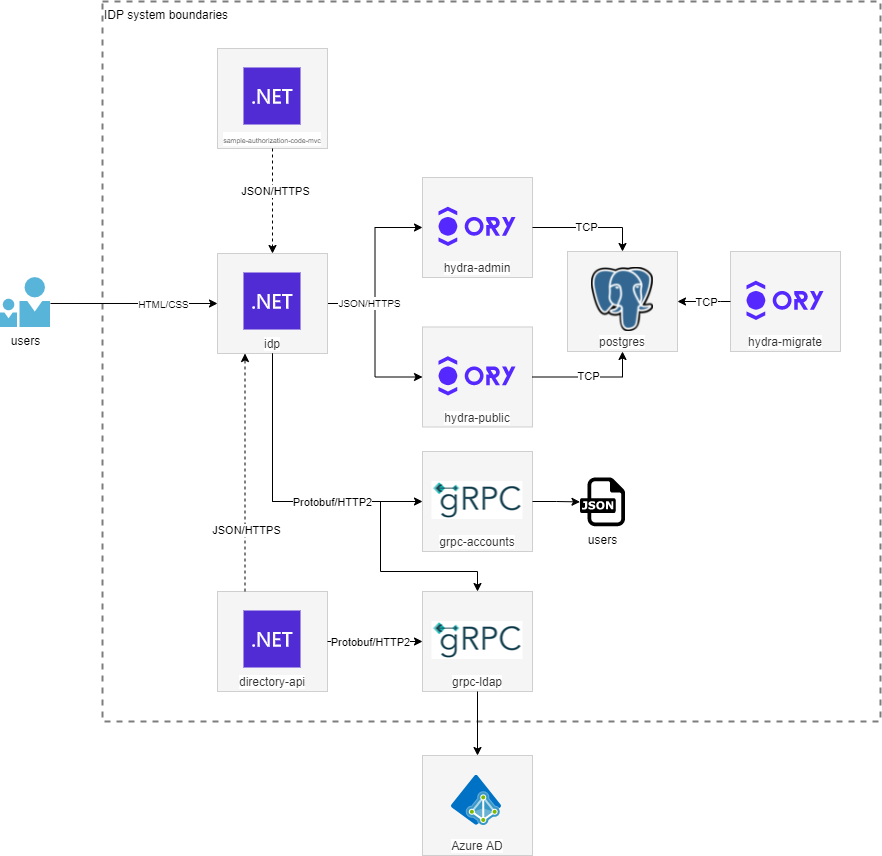 IDP system boundaries
.NET
sample-authorization-code-mvc
JSON/HTTPS
ORY
hydra-admin
TCP
users
HTML/CSS
.NET
idp
JSON/HTTPS
postgres
TCP
ORY
hydra-migrate
ORY
hydra-public
TCP
Protobuf/HTTP2
gRPC
grpc-accounts
JSON
users
JSON/HTTPS
.NET
directory-api
Protobuf/HTTP2
gRPC
grpc-ldap
Azure AD